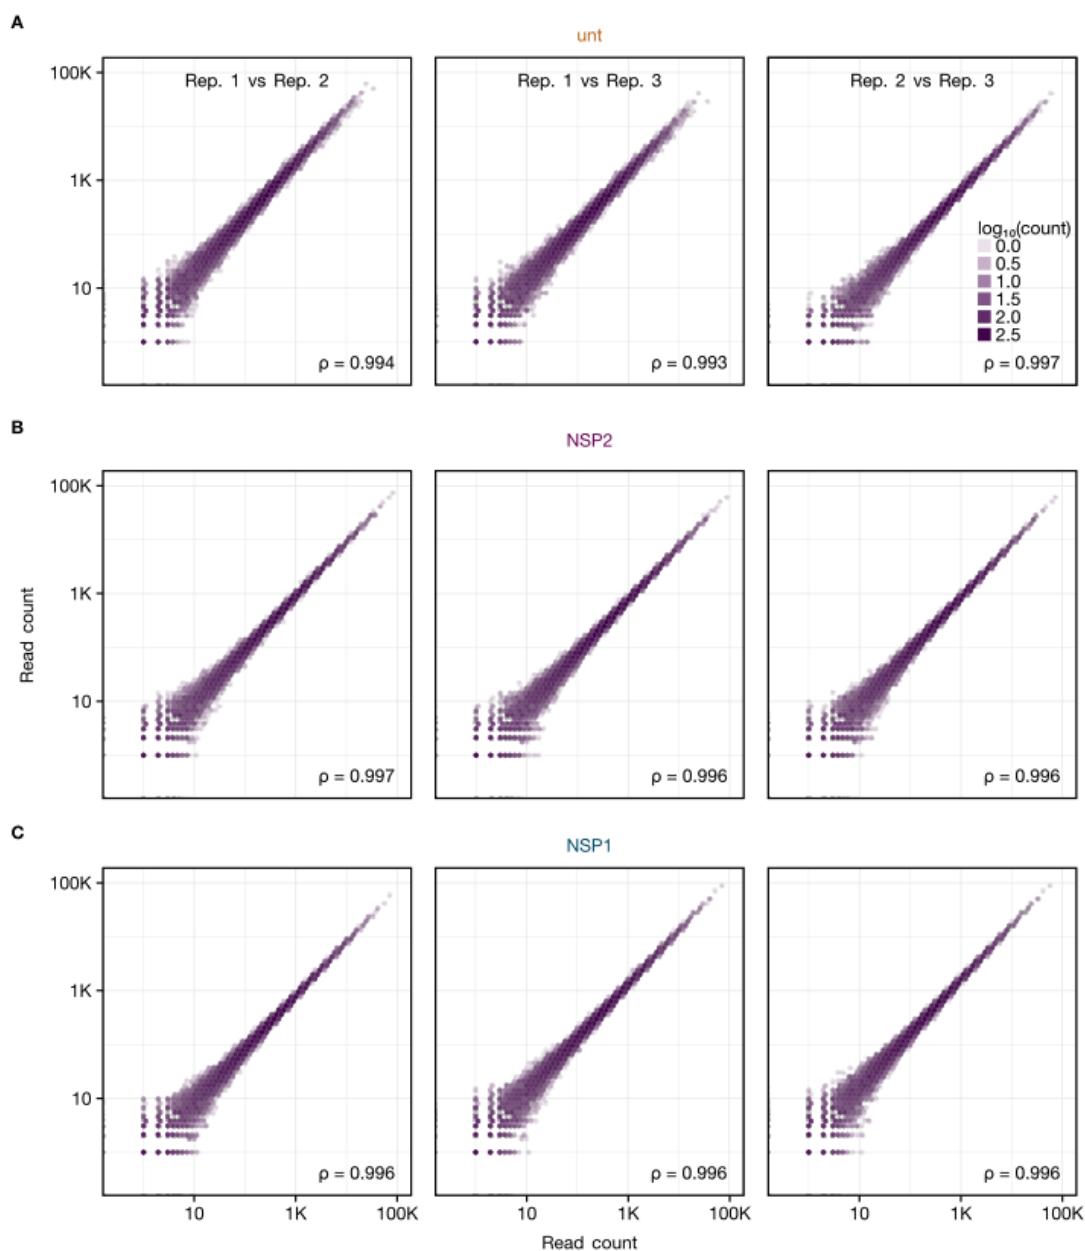 A
unt
Rep. 1 vs Rep. 2
Rep. 1 vs Rep. 3
Rep. 2 vs Rep. 3
100K
1K
10
log₁₀(count)
0.0
0.5
1.0
1.5
2.0
2.5
ρ = 0.994
ρ = 0.993
ρ = 0.997
B
NSP2
100K
1K
10
Read count
ρ = 0.997
ρ = 0.996
ρ = 0.996
C
NSP1
100K
1K
10
ρ = 0.996
ρ = 0.996
ρ = 0.996
10 1K 100K
10 1K 100K
10 1K 100K
Read count